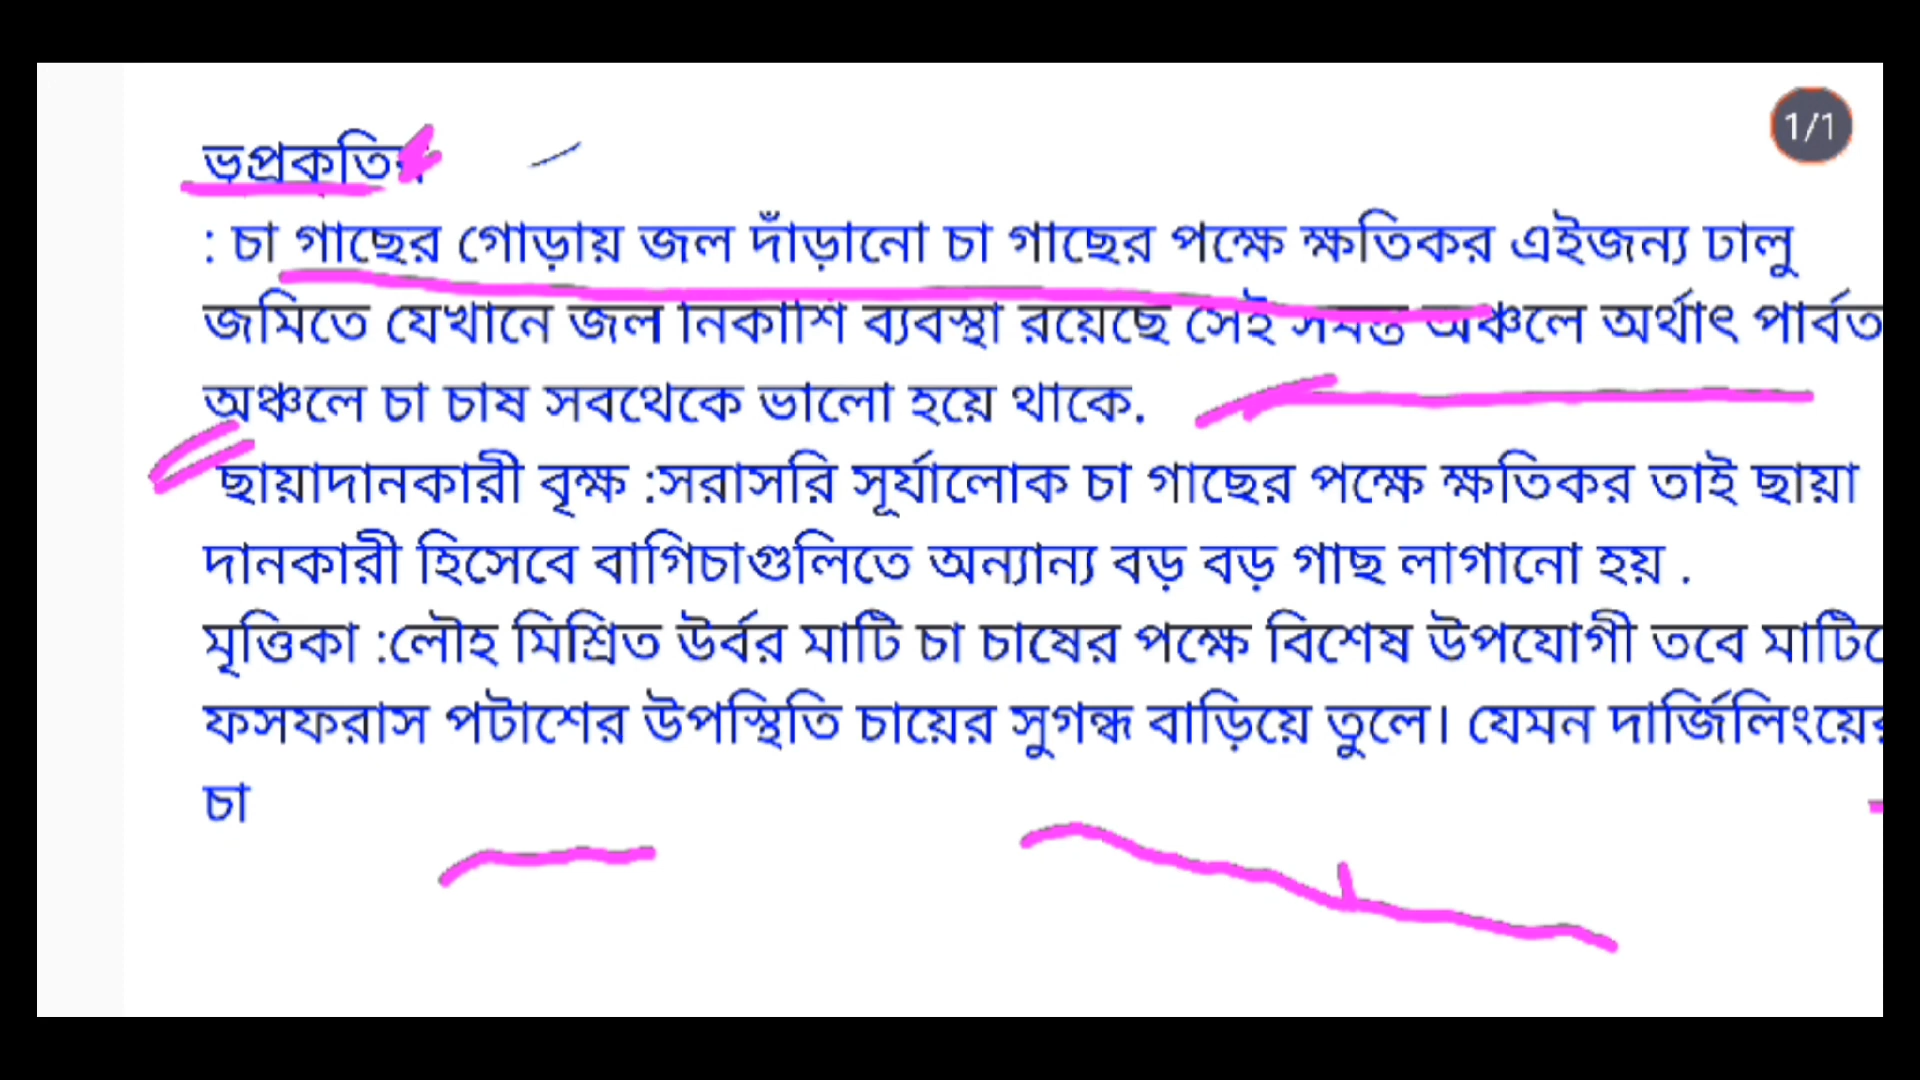 1/1
ভূপ্রকৃতির
: চা গাছের গোড়ায় জল দাঁড়ানো চা গাছের পক্ষে ক্ষতিকর এইজন্য ঢালু
জমিতে যেখানে জল নিকাশি ব্যবস্থা রয়েছে সেই সমস্ত অঞ্চলে অর্থাৎ পার্বত
অঞ্চলে চা চাষ সবথেকে ভালো হয়ে থাকে.
ছায়াদানকারী বৃক্ষ :সরাসরি সূর্যালোক চা গাছের পক্ষে ক্ষতিকর তাই ছায়া
দানকারী হিসেবে বাগিচাগুলিতে অন্যান্য বড় বড় গাছ লাগানো হয় .
মৃত্তিকা :লৌহ মিশ্রিত উর্বর মাটি চা চাষের পক্ষে বিশেষ উপযোগী তবে মাটিতে
ফসফরাস পটাশের উপস্থিতি চায়ের সুগন্ধ বাড়িয়ে তুলে। যেমন দার্জিলিংয়ের
চা